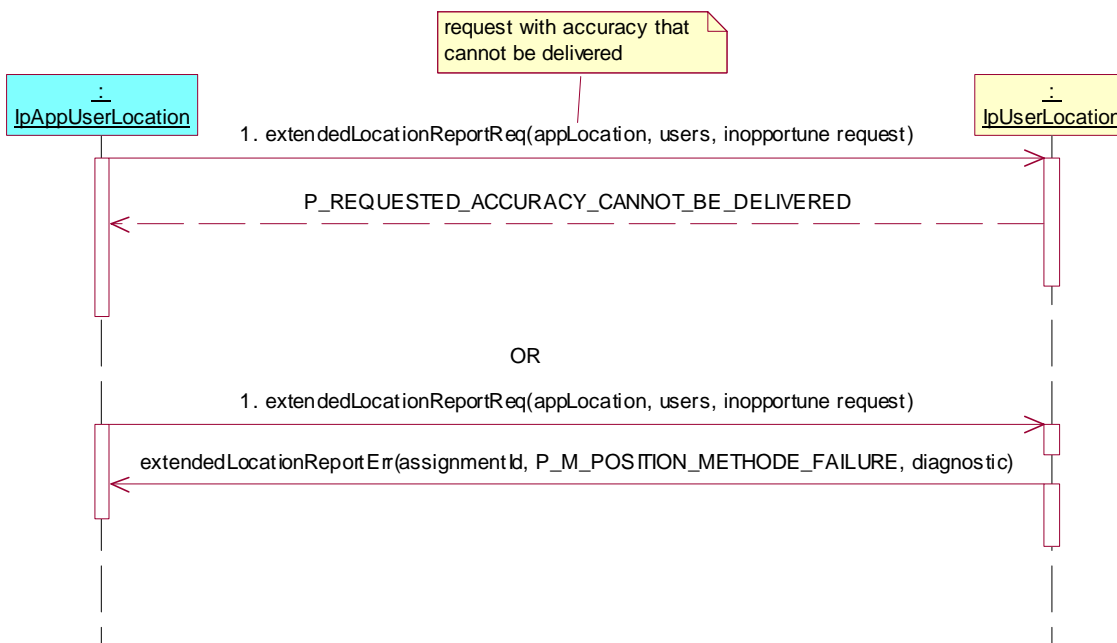 request with accuracy that
cannot be delivered
:
IpAppUserLocation
:
IpUserLocation
1. extendedLocationReportReq(appLocation, users, inopportune request)
P_REQUESTED_ACCURACY_CANNOT_BE_DELIVERED
OR
1. extendedLocationReportReq(appLocation, users, inopportune request)
extendedLocationReportErr(assignmentId, P_M_POSITION_METHODE_FAILURE, diagnostic)